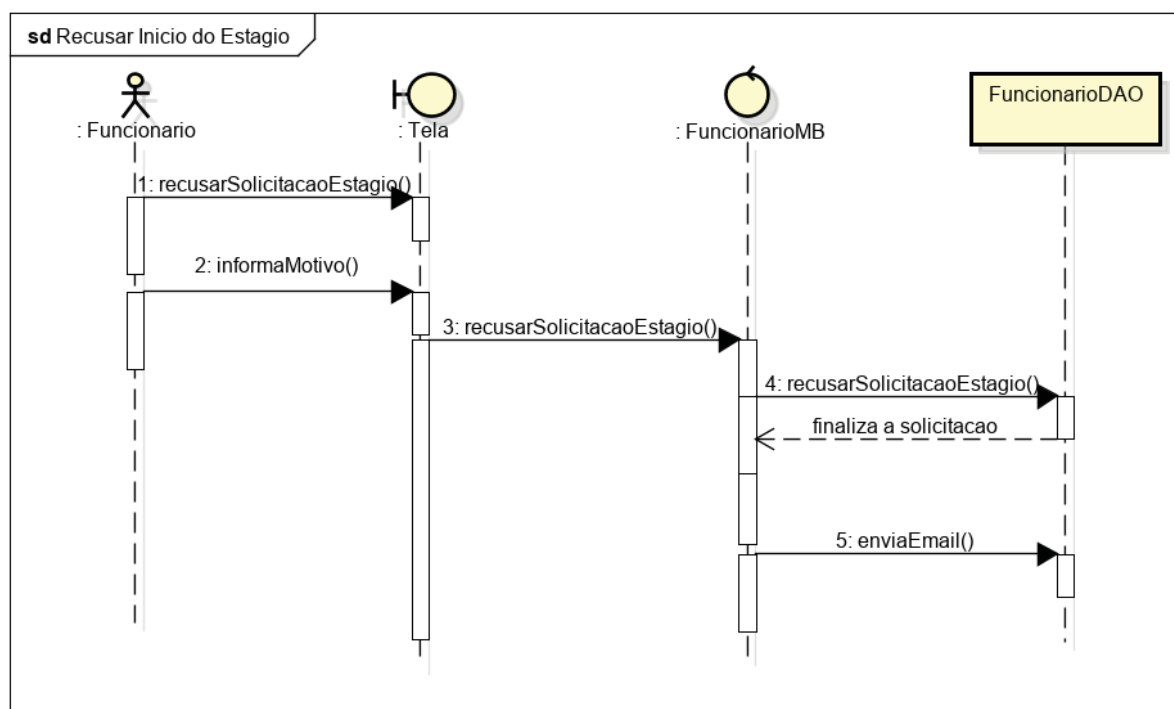 sd Recusar Inicio do Estagio
: Funcionario
: Tela
: FuncionarioMB
FuncionarioDAO
1: recusarSolicitacaoEstagio()
2: informaMotivo()
3: recusarSolicitacaoEstagio()
4: recusarSolicitacaoEstagio()
finaliza a solicitacao
5: enviaEmail()